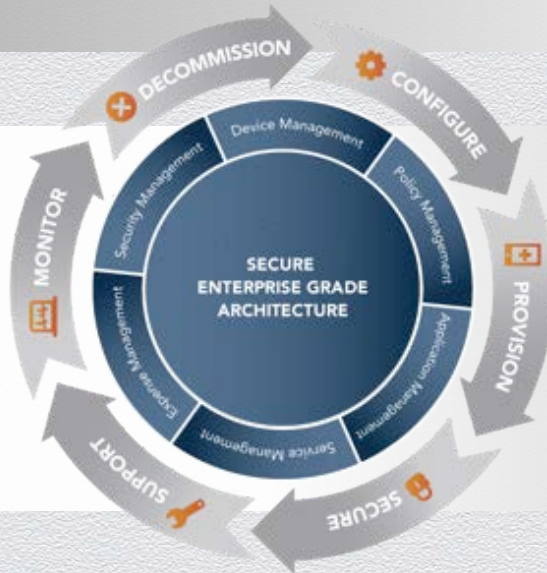 DECOMMISSION
CONFIGURE
PROVISION
SECURE
SUPPORT
MONITOR
Device Management
Policy Management
Application Management
Service Management
Expense Management
Security Management
SECURE
ENTERPRISE GRADE
ARCHITECTURE